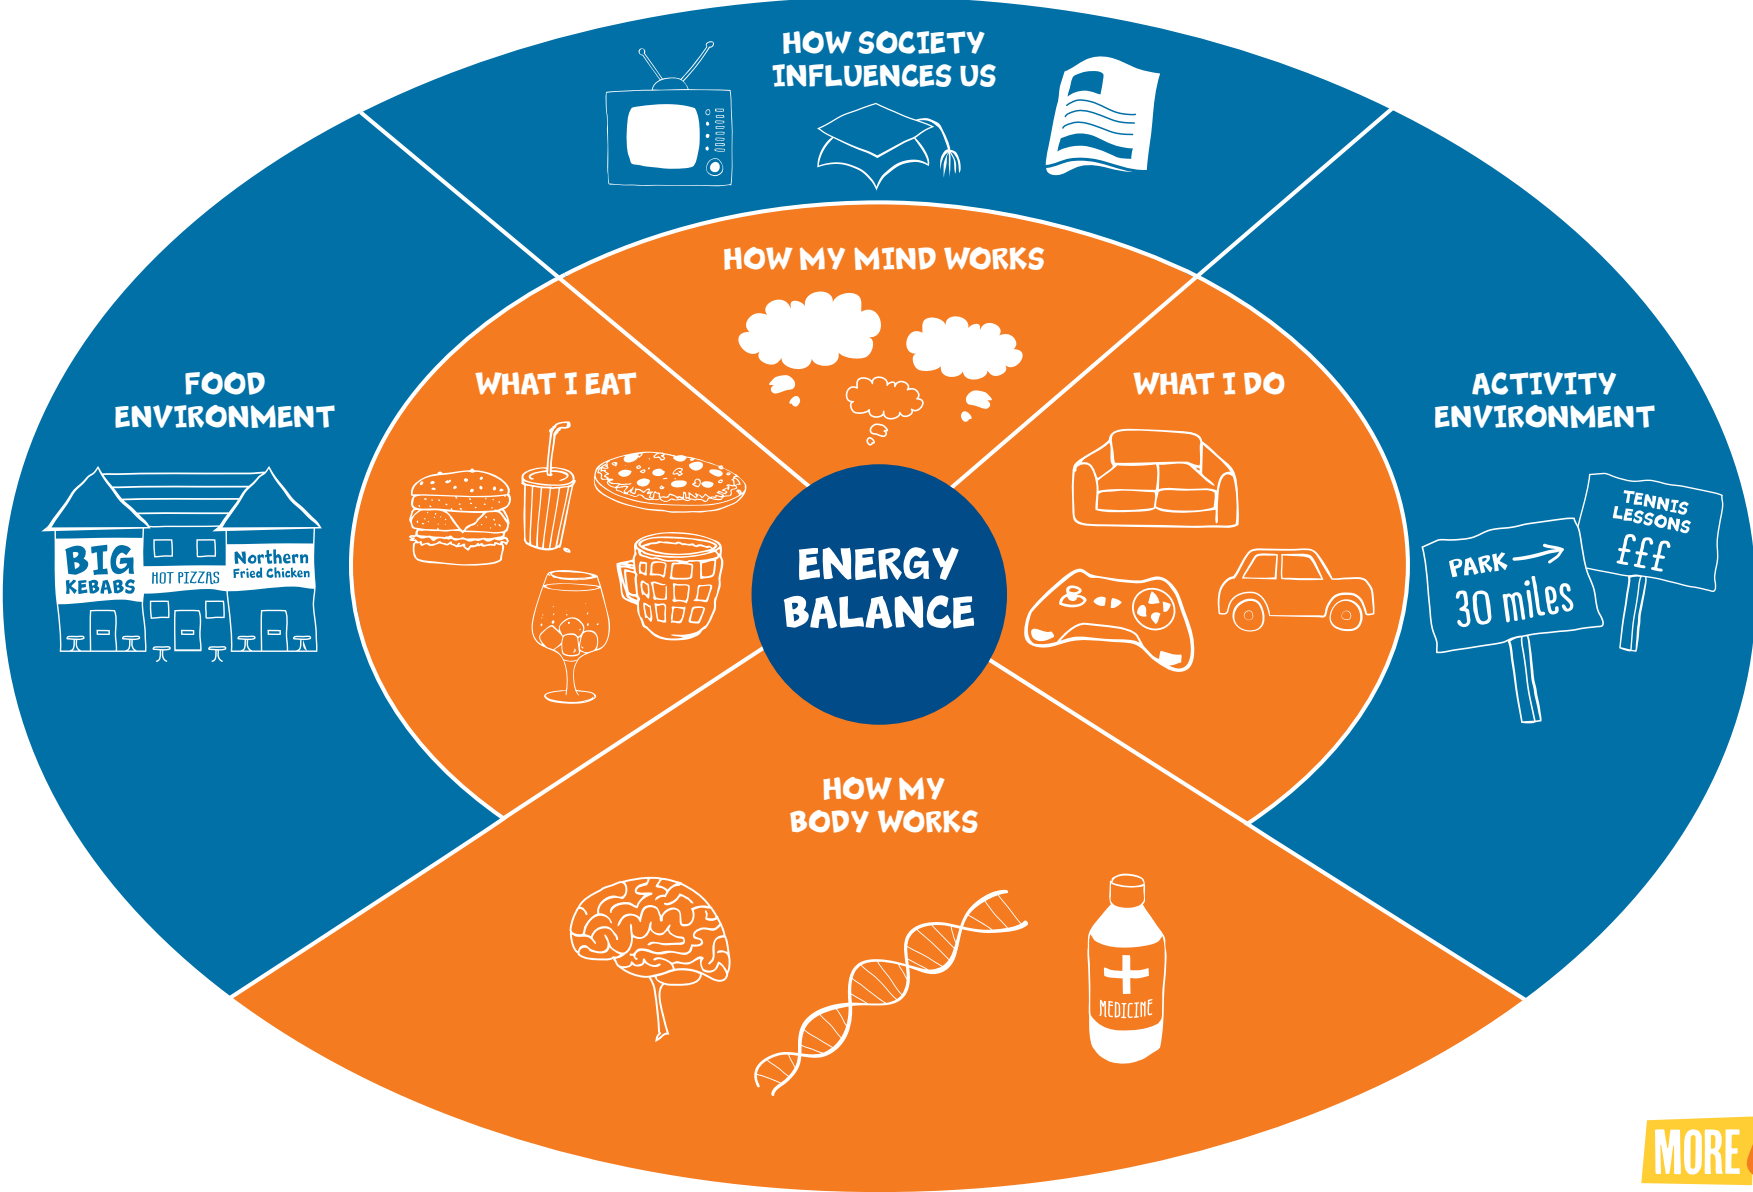 HOW SOCIETY
INFLUENCES US
HOW MY MIND WORKS
FOOD
ENVIRONMENT
WHAT I EAT
WHAT I DO
ACTIVITY
ENVIRONMENT
BIG
KEBABS
HOT PIZZAS
Northern
Fried Chicken
ENERGY
BALANCE
PARK
30 miles
TENNIS
LESSONS
£££
HOW MY
BODY WORKS
MEDICINE
MORE